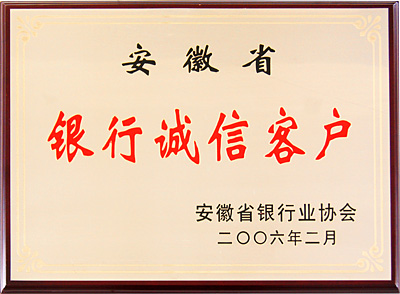 安徽省
银行诚信客户
安徽省银行业协会
二〇〇六年二月